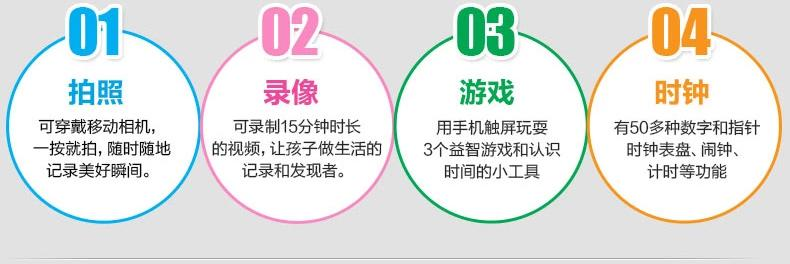 01
拍照
可穿戴移动相机，
一按就拍，随时随地
记录美好瞬间。
02
录像
可录制15分钟时长
的视频，让孩子做生活的
记录和发现者。
03
游戏
用手机触屏玩耍
3个益智游戏和认识
时间的小工具
04
时钟
有50多种数字和指针
时钟表盘、闹钟、
计时等功能